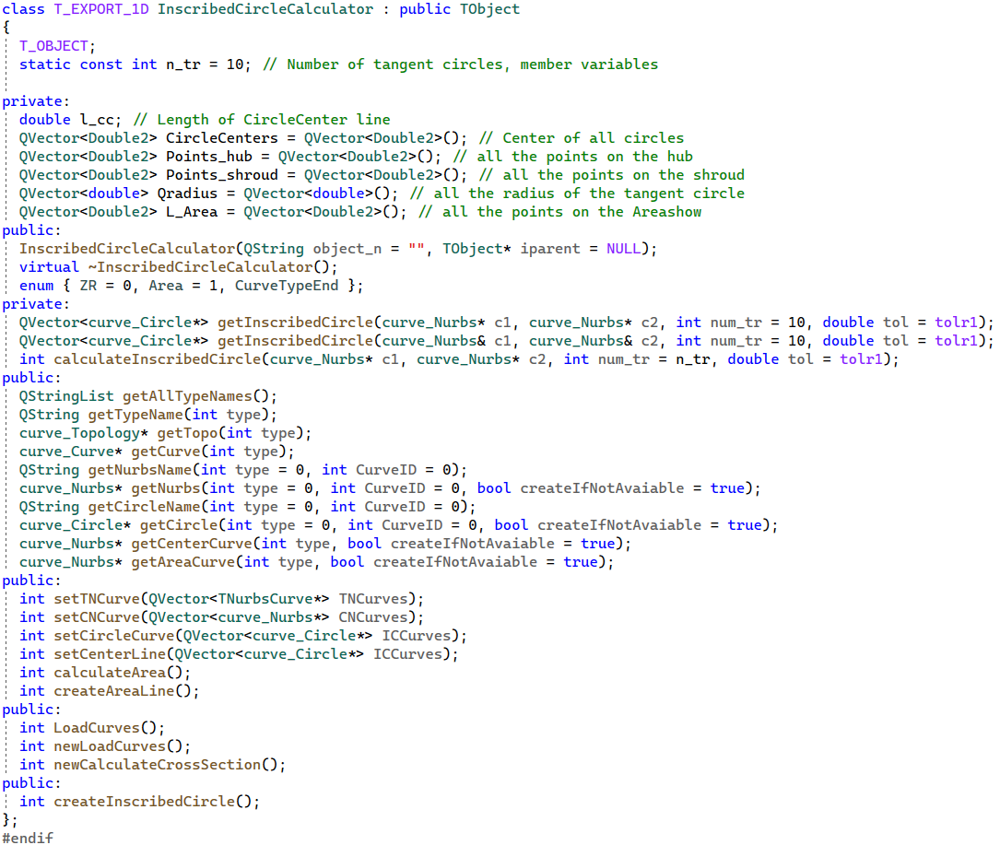 class T_EXPORT_1D InscribedCircleCalculator : public TObject
{
T_OBJECT;
static const int n_tr = 10; // Number of tangent circles, member variables
private:
double l_cc; // Length of CircleCenter line
QVector<Double2> CircleCenters = QVector<Double2>(); // Center of all circles
QVector<Double2> Points_hub = QVector<Double2>(); // all the points on the hub
QVector<Double2> Points_shroud = QVector<Double2>(); // all the points on the shroud
QVector<double> Qradius = QVector<double>(); // all the radius of the tangent circle
QVector<Double2> L_Area = QVector<Double2>(); // all the points on the Areashow
public:
InscribedCircleCalculator(QString object_n = "", TObject* iparent = NULL);
virtual ~InscribedCircleCalculator();
enum { ZR = 0, Area = 1, CurveTypeEnd };
private:
QVector<curve_Circle*> getInscribedCircle(curve_Nurbs* c1, curve_Nurbs* c2, int num_tr = 10, double tol = tolr1);
QVector<curve_Circle*> getInscribedCircle(curve_Nurbs& c1, curve_Nurbs& c2, int num_tr = 10, double tol = tolr1);
int calculateInscribedCircle(curve_Nurbs* c1, curve_Nurbs* c2, int num_tr = n_tr, double tol = tolr1);
public:
QStringList getAllTypeNames();
QString getTypeName(int type);
curve_Topology* getTopo(int type);
curve_Curve* getCurve(int type);
QString getNurbsName(int type = 0, int CurveID = 0);
curve_Nurbs* getNurbs(int type = 0, int CurveID = 0, bool createIfNotAvaiable = true);
QString getCircleName(int type = 0, int CurveID = 0);
curve_Circle* getCircle(int type = 0, int CurveID = 0, bool createIfNotAvaiable = true);
curve_Nurbs* getCenterCurve(int type, bool createIfNotAvaiable = true);
curve_Nurbs* getAreaCurve(int type, bool createIfNotAvaiable = true);
public:
int setTNCurve(QVector<TNurbsCurve*> TNCurves);
int setCNCurve(QVector<curve_Nurbs*> CNCurves);
int setCircleCurve(QVector<curve_Circle*> ICCurves);
int setCenterLine(QVector<curve_Circle*> ICCurves);
int calculateArea();
int createAreaLine();
public:
int LoadCurves();
int newLoadCurves();
int newCalculateCrossSection();
public:
int createInscribedCircle();
};
#endif